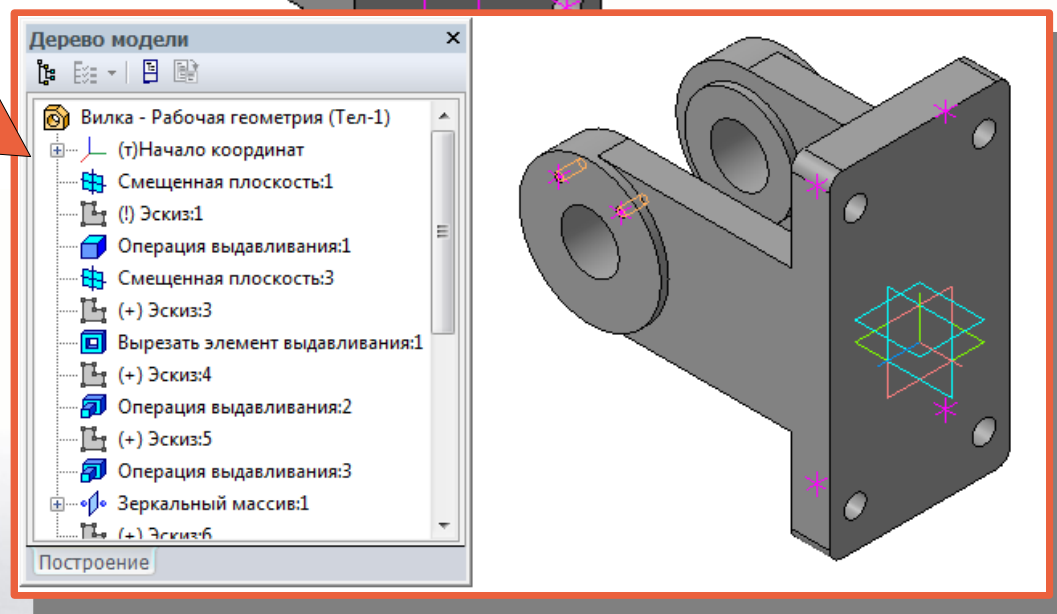 Дерево модели
Вилка - Рабочая геометрия (Тел-1)
(т)Начало координат
Смещенная плоскость:1
(!) Эскиз:1
Операция выдавливания:1
Смещенная плоскость:3
(+) Эскиз:3
Вырезать элемент выдавливания:1
(+) Эскиз:4
Операция выдавливания:2
(+) Эскиз:5
Операция выдавливания:3
Зеркальный массив:1
(+) Эскиз:6
Построение